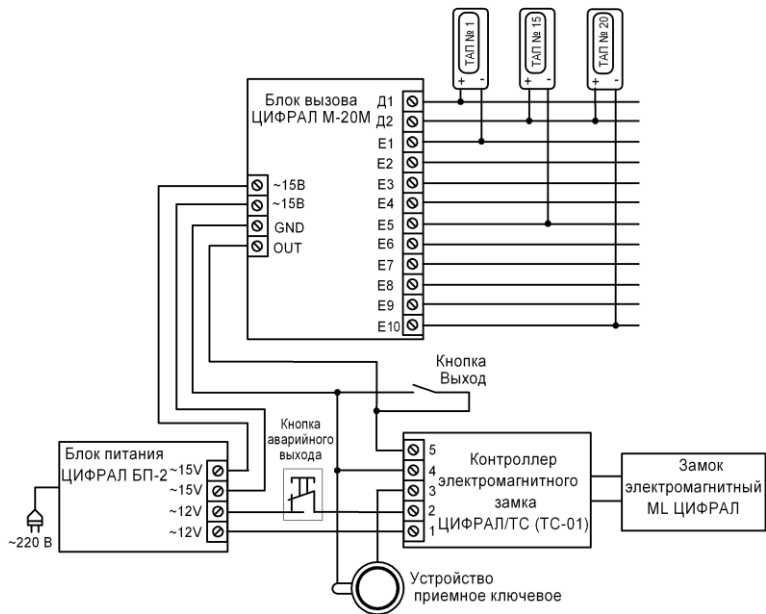 ТАП № 1
ТАП № 15
ТАП № 20
+ -
+ -
+ -
Блок вызова
ЦИФРАЛ М-20М
Д1
Д2
Е1
Е2
Е3
Е4
Е5
Е6
Е7
Е8
Е9
Е10
~15В
~15В
GND
OUT
Кнопка
Выход
Кнопка
аварийного
выхода
Блок питания
ЦИФРАЛ БП-2
~15V
~15V
~12V
~12V
~220 В
5
4
3
2
1
Контроллер
электромагнитного
замка
ЦИФРАЛ/ТС (ТС-01)
Замок
электромагнитный
ML ЦИФРАЛ
Устройство
приемное ключевое